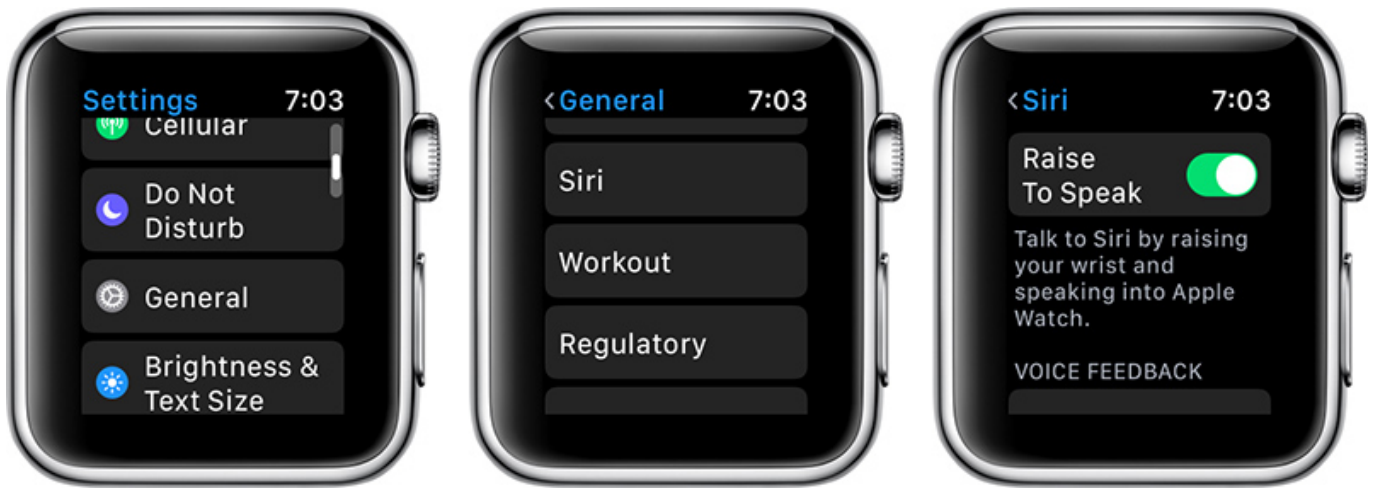 Settings 7:03
Cellular
Do Not
Disturb
General
Brightness &
Text Size
<General 7:03
Siri
Workout
Regulatory
<Siri 7:03
Raise
To Speak
Talk to Siri by raising
your wrist and
speaking into Apple
Watch.
VOICE FEEDBACK